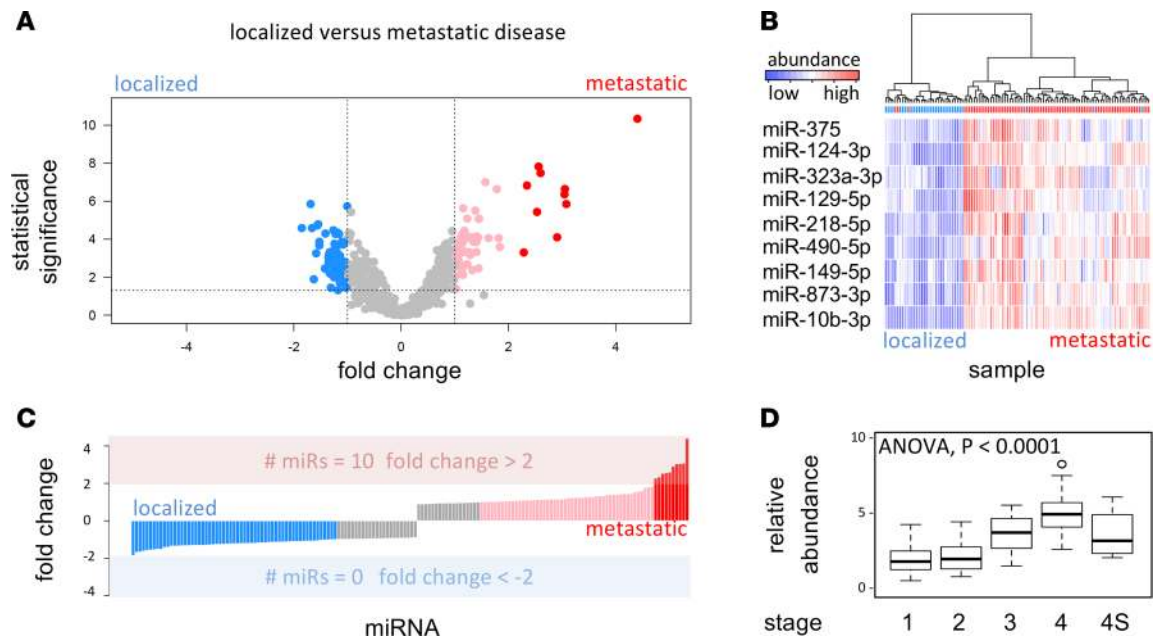 A
localized versus metastatic disease
localized
metastatic
statistical
significance
10
8
6
4
2
0
-4
-2
0
2
4
fold change
B
abundance
low high
miR-375
miR-124-3p
miR-323a-3p
miR-129-5p
miR-218-5p
miR-490-5p
miR-149-5p
miR-873-3p
miR-10b-3p
localized
metastatic
sample
C
fold change
4
2
0
-2
-4
# miRs = 10 fold change > 2
localized
metastatic
# miRs = 0 fold change < -2
miRNA
D
ANOVA, P < 0.0001
relative
abundance
10
5
0
stage 1 2 3 4 4S